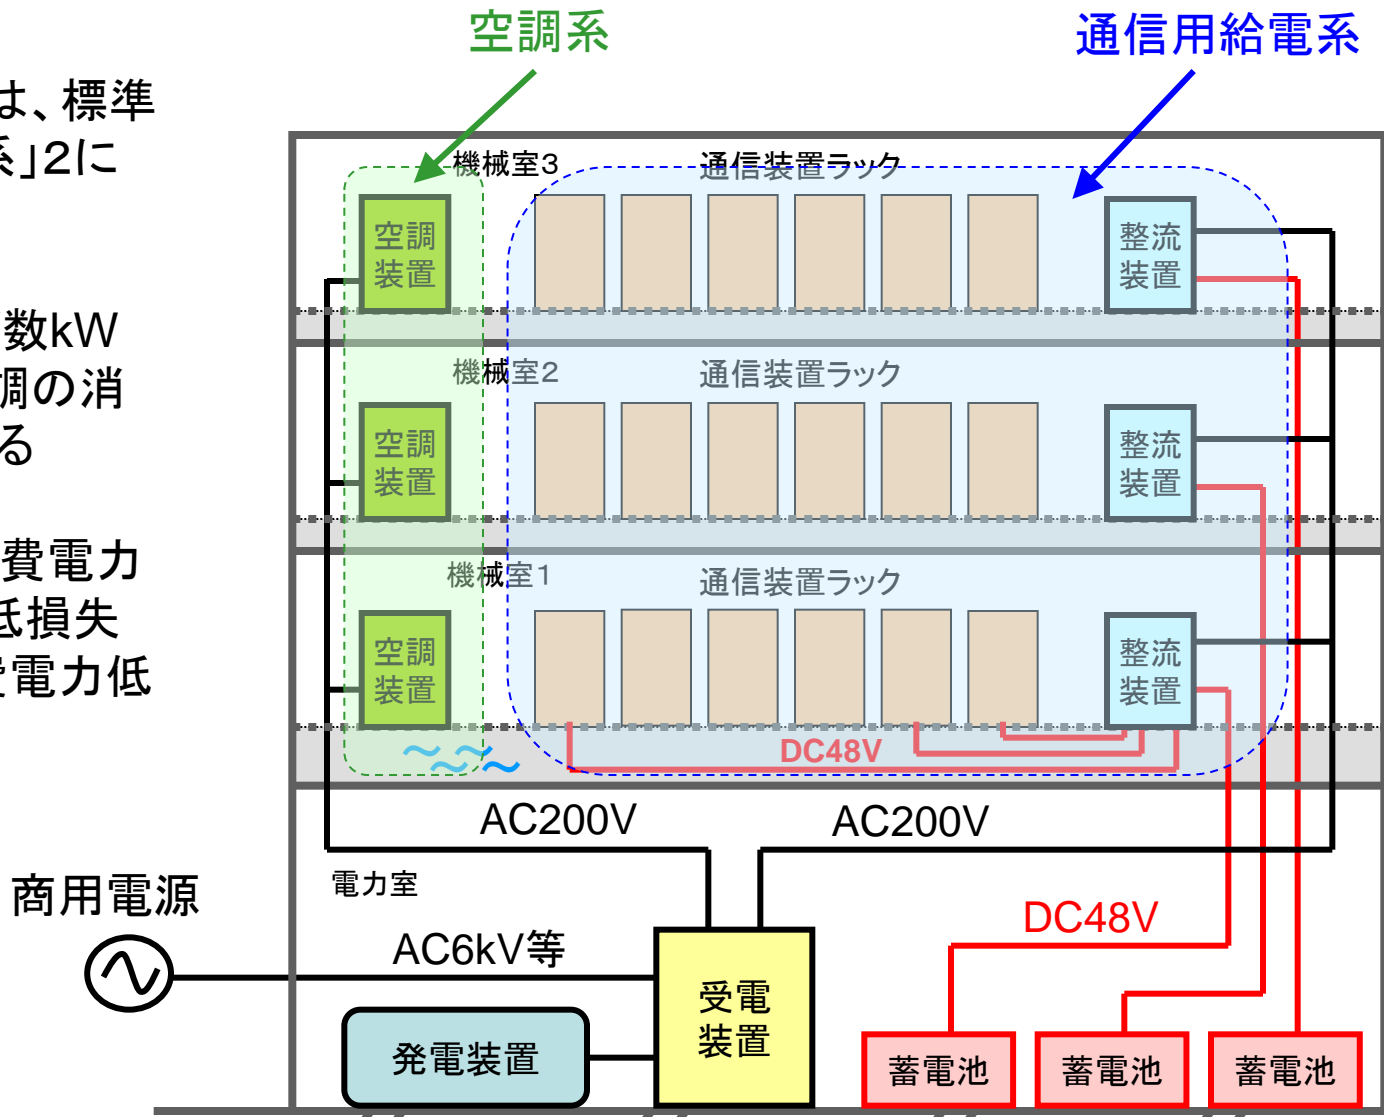 空調系
通信用給電系
は、標準
系」2に
数kW
調の消
る
費電力
低損失
費電力低
機械室3
通信装置ラック
空調
装置
整流
装置
機械室2
通信装置ラック
空調
装置
整流
装置
機械室1
通信装置ラック
空調
装置
整流
装置
DC48V
AC200V
AC200V
電力室
商用電源
DC48V
AC6kV等
受電
装置
発電装置
蓄電池
蓄電池
蓄電池